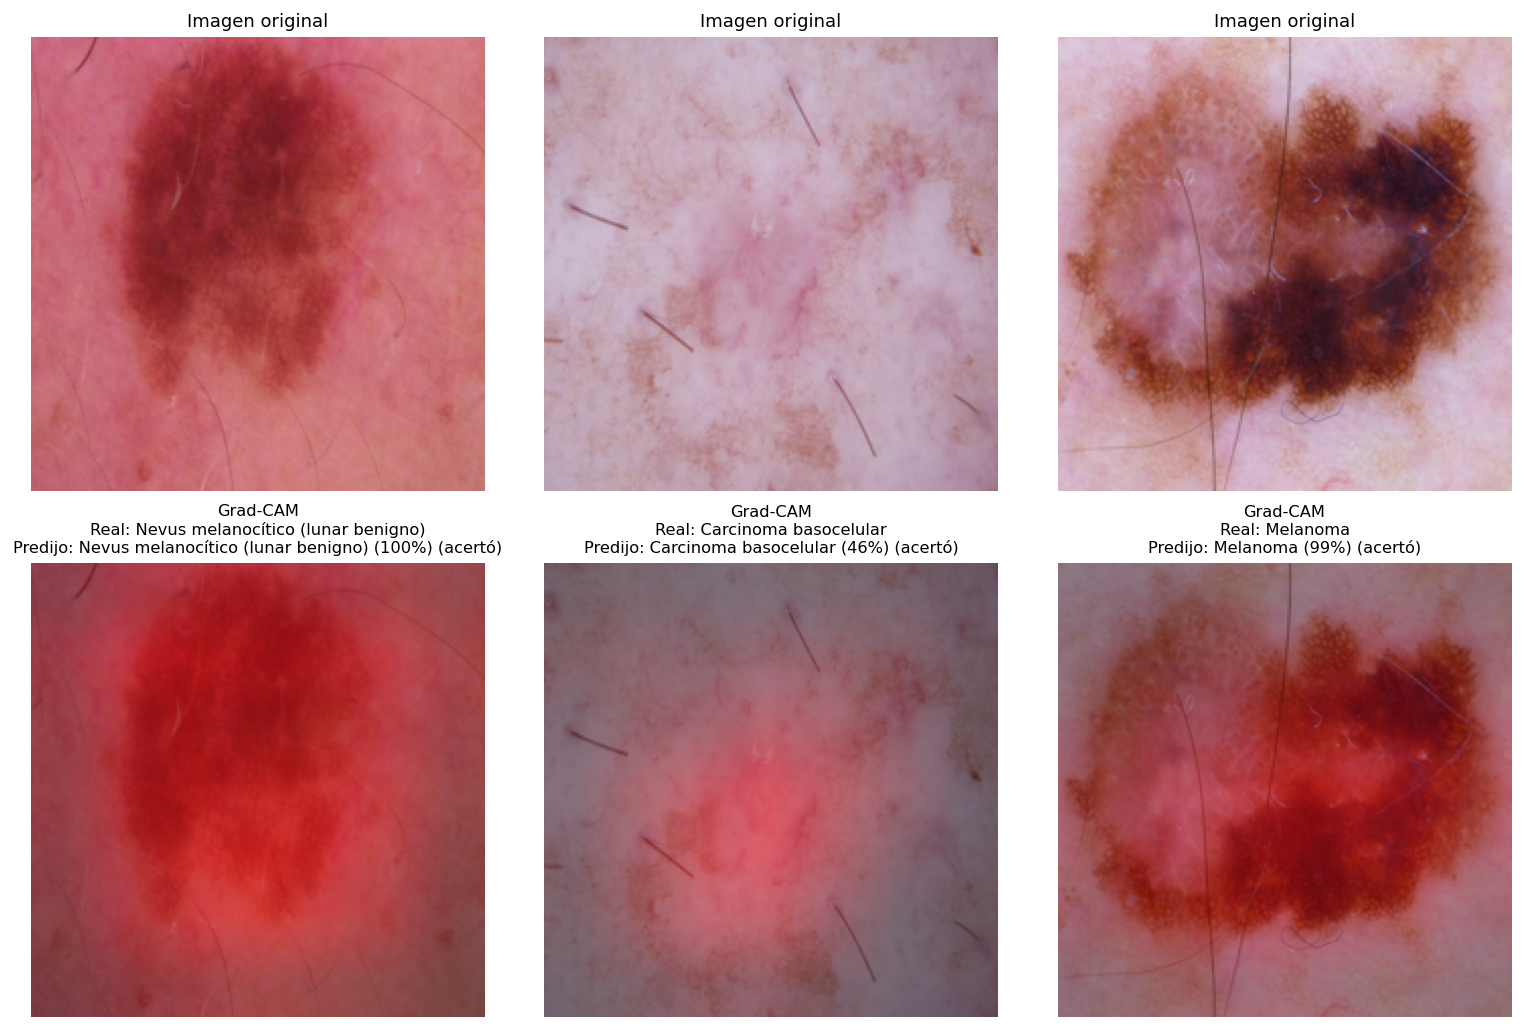 Imagen original
Imagen original
Imagen original
Grad-CAM
Real: Nevus melanocítico (lunar benigno)
Predijo: Nevus melanocítico (lunar benigno) (100%) (acertó)
Grad-CAM
Real: Carcinoma basocelular
Predijo: Carcinoma basocelular (46%) (acertó)
Grad-CAM
Real: Melanoma
Predijo: Melanoma (99%) (acertó)